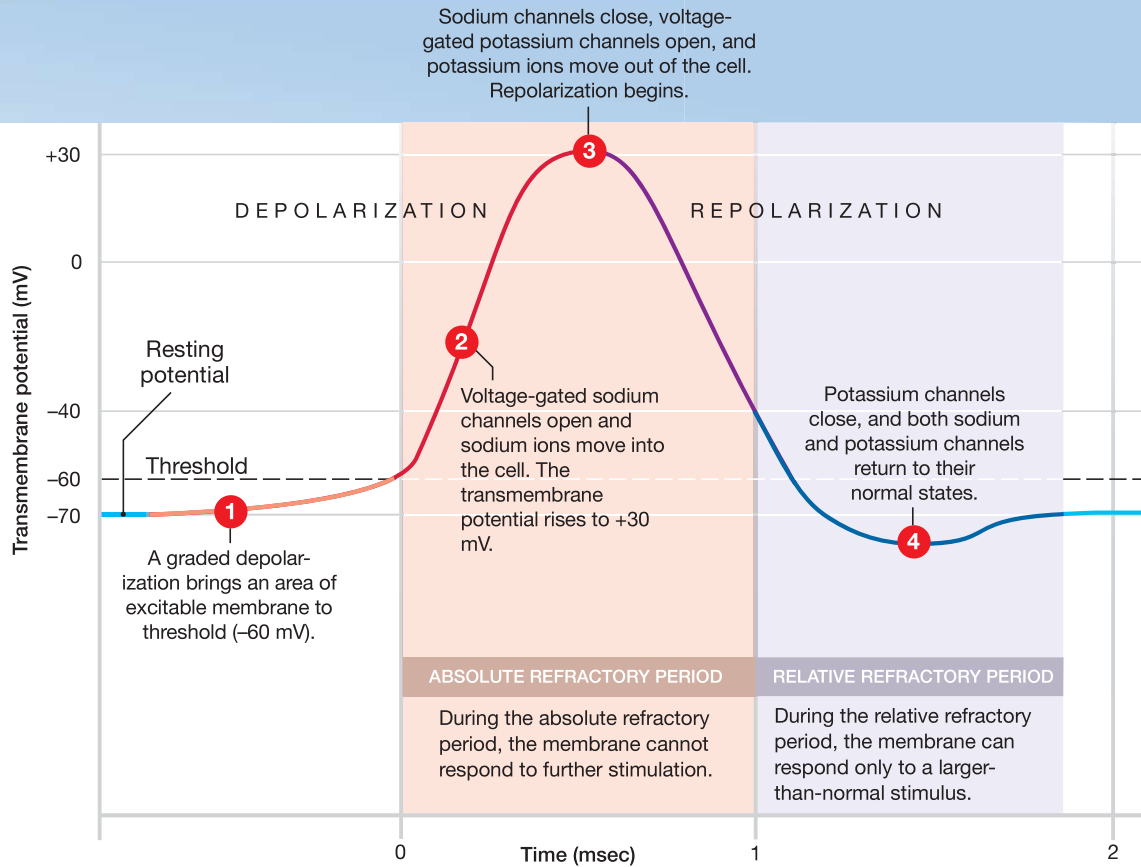 Sodium channels close, voltage-
gated potassium channels open, and
potassium ions move out of the cell.
Repolarization begins.
+30
3
DEPOLARIZATION
REPOLARIZATION
0
Transmembrane potential (mV)
2
Resting
potential
Voltage-gated sodium
channels open and
sodium ions move into
the cell. The
transmembrane
potential rises to +30
mV.
Potassium channels
close, and both sodium
and potassium channels
return to their
normal states.
–40
Threshold
–60
–70
1
4
A graded depolar-
ization brings an area of
excitable membrane to
threshold (–60 mV).
ABSOLUTE REFRACTORY PERIOD
During the absolute refractory
period, the membrane cannot
respond to further stimulation.
RELATIVE REFRACTORY PERIOD
During the relative refractory
period, the membrane can
respond only to a larger-
than-normal stimulus.
0
Time (msec)
1
2